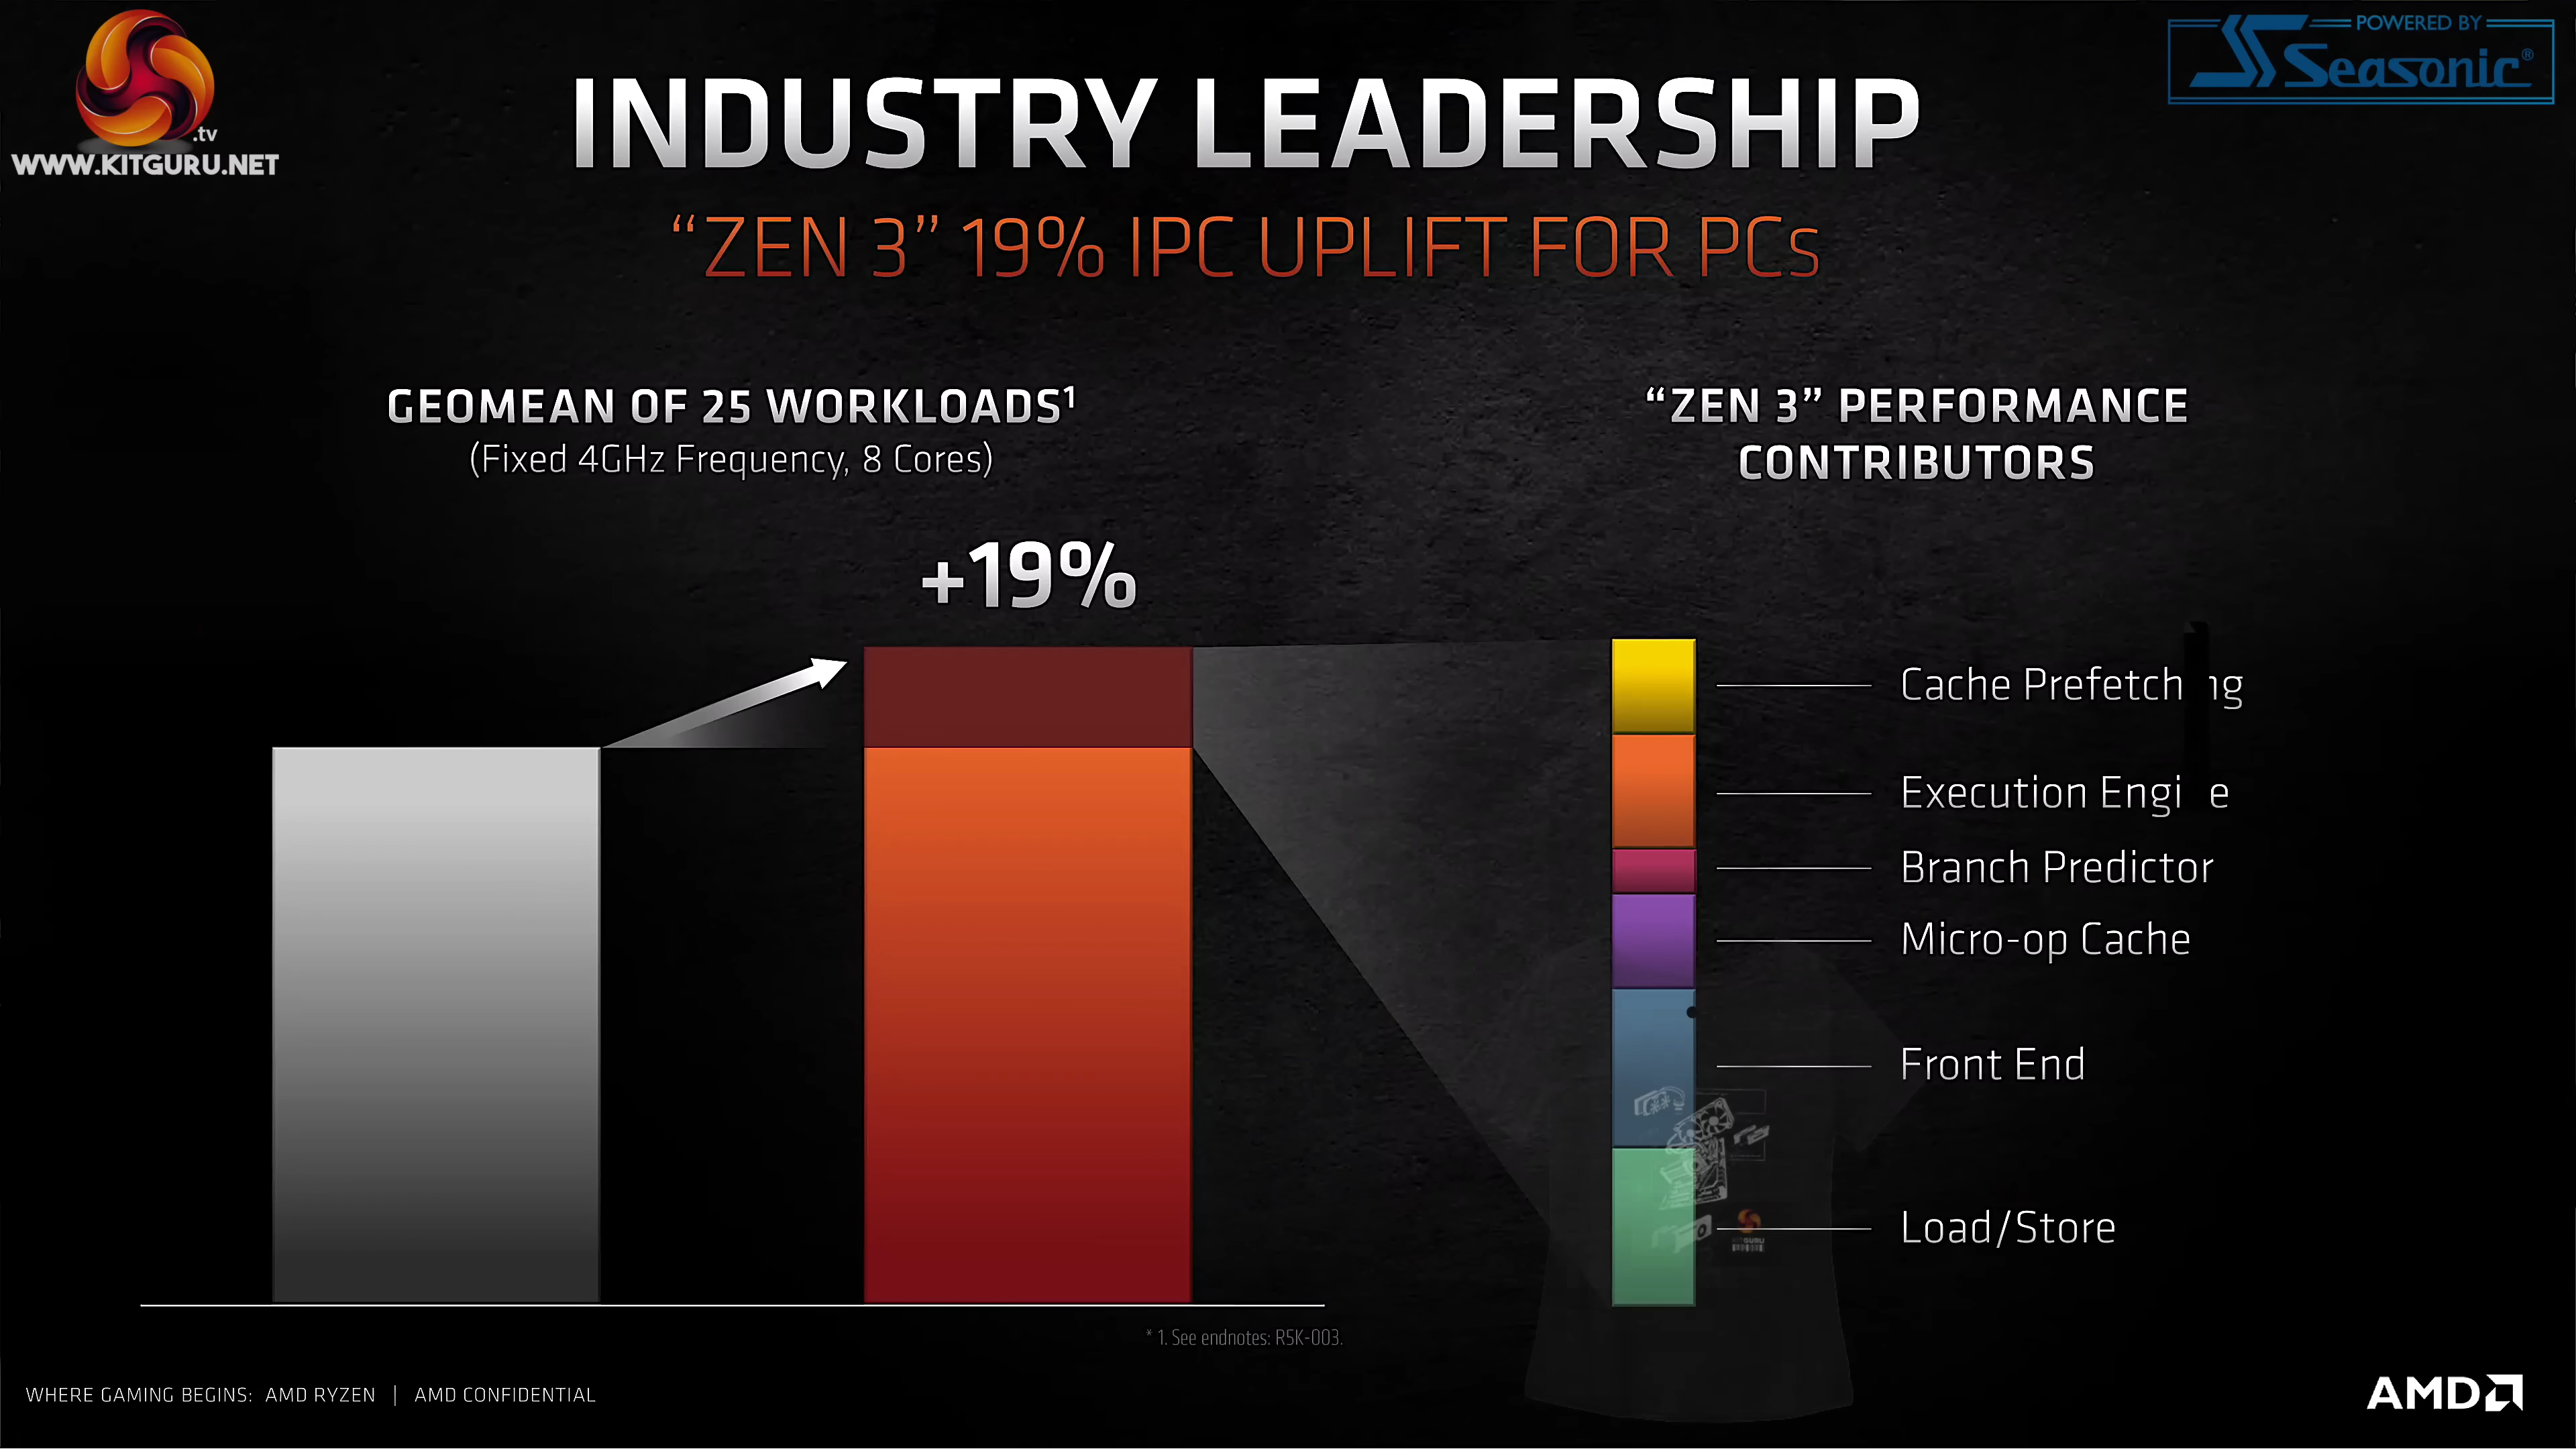 .tv
WWW.KITGURU.NET
POWERED BY
Seasonic®
INDUSTRY LEADERSHIP
“ZEN 3” 19% IPC UPLIFT FOR PCs
GEOMEAN OF 25 WORKLOADS¹
(Fixed 4GHz Frequency, 8 Cores)
“ZEN 3” PERFORMANCE
CONTRIBUTORS
+19%
Cache Prefetching
Execution Engi e
Branch Predictor
Micro-op Cache
Front End
Load/Store
* 1. See endnotes: R5K-003.
WHERE GAMING BEGINS: AMD RYZEN | AMD CONFIDENTIAL
AMD